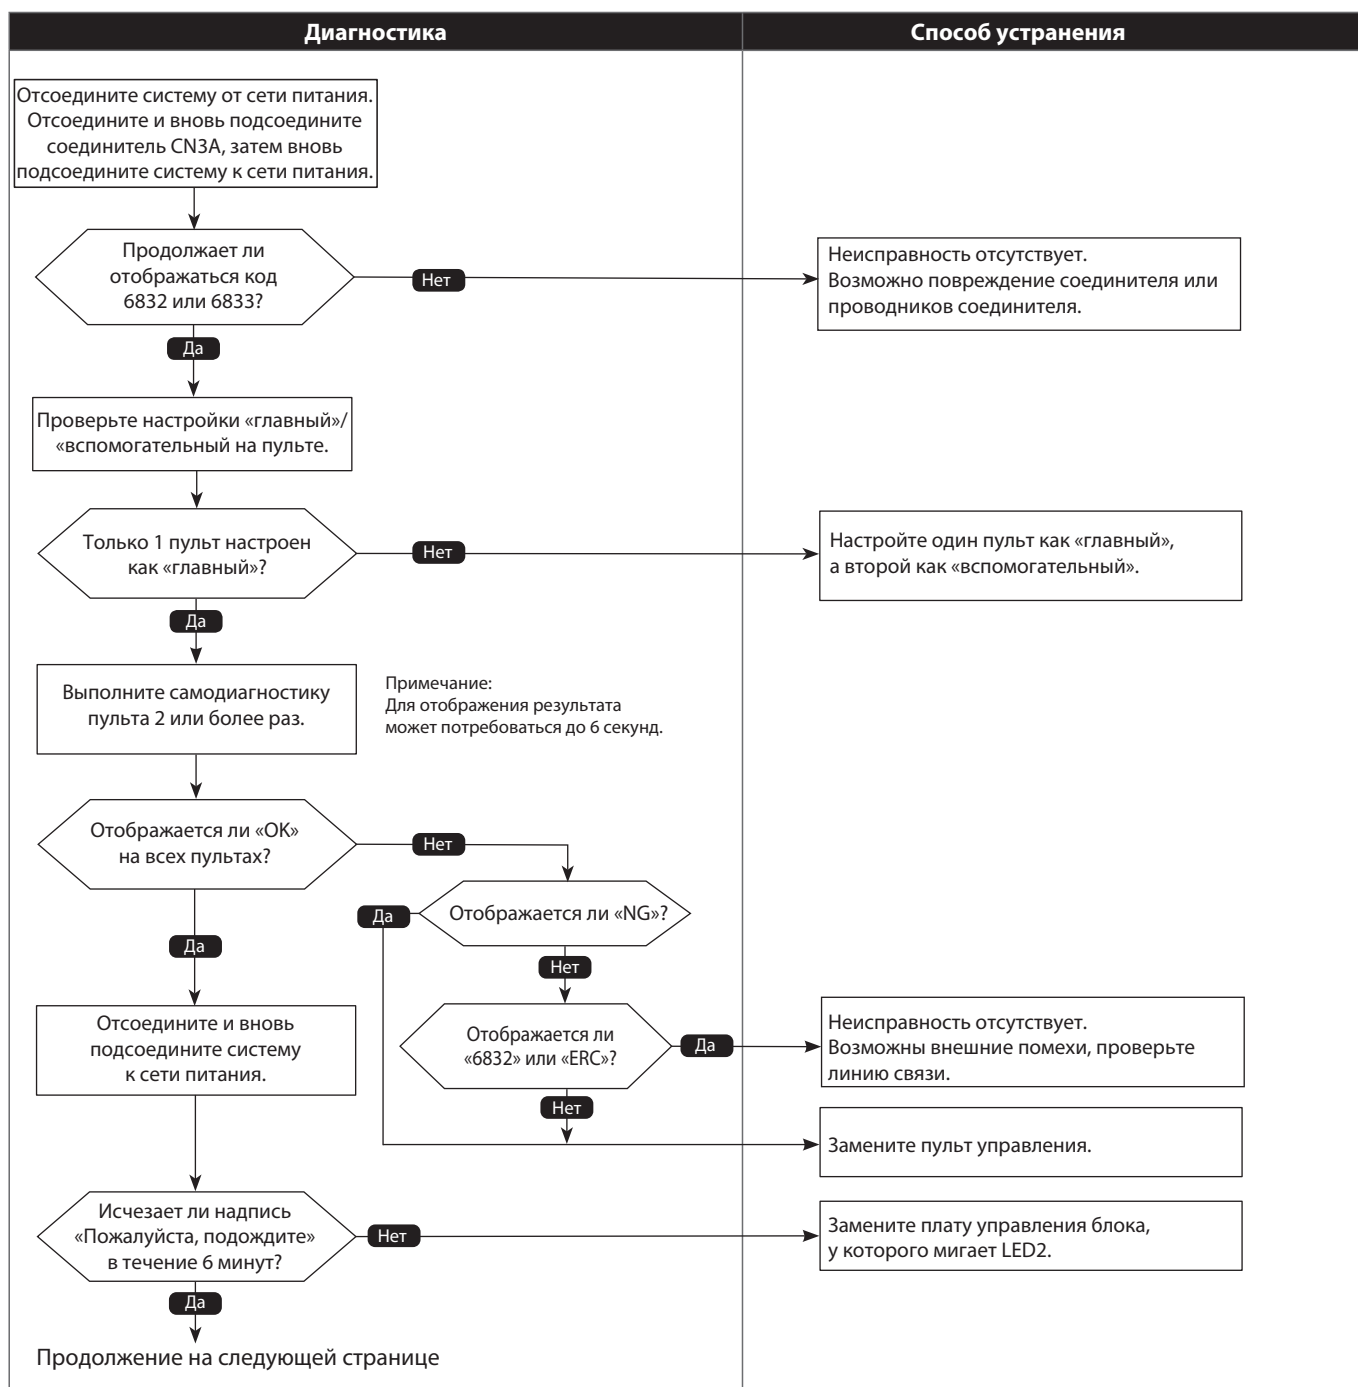 Диагностика
Способ устранения
Отсоедините систему от сети питания.
Отсоедините и вновь подсоедините
соединитель CN3A, затем вновь
подсоедините систему к сети питания.
Продолжает ли
отображаться код
6832 или 6833?
Нет
Неисправность отсутствует.
Возможно повреждение соединителя или
проводников соединителя.
Да
Проверьте настройки «главный»/
«вспомогательный на пульте.
Только 1 пульт настроен
как «главный»?
Нет
Настройте один пульт как «главный»,
а второй как «вспомогательный».
Да
Выполните самодиагностику
пульта 2 или более раз.
Примечание:
Для отображения результата
может потребоваться до 6 секунд.
Отображается ли «OK»
на всех пультах?
Нет
Отображается ли «NG»?
Да
Да
Нет
Отсоедините и вновь
подсоедините систему
к сети питания.
Отображается ли
«6832» или «ERC»?
Да
Неисправность отсутствует.
Возможны внешние помехи, проверьте
линию связи.
Нет
Замените пульт управления.
Исчезает ли надпись
«Пожалуйста, подождите»
в течение 6 минут?
Нет
Замените плату управления блока,
у которого мигает LED2.
Да
Продолжение на следующей странице